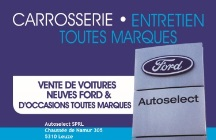 CARROSSERIE • ENTRETIEN
TOUTES MARQUES
VENTE DE VOITURES
NEUVES FORD &
D'OCCASIONS TOUTES MARQUES
Ford
Autoselect
Autoselect SPRL
Chaussée de Namur 305
5310 Leuze